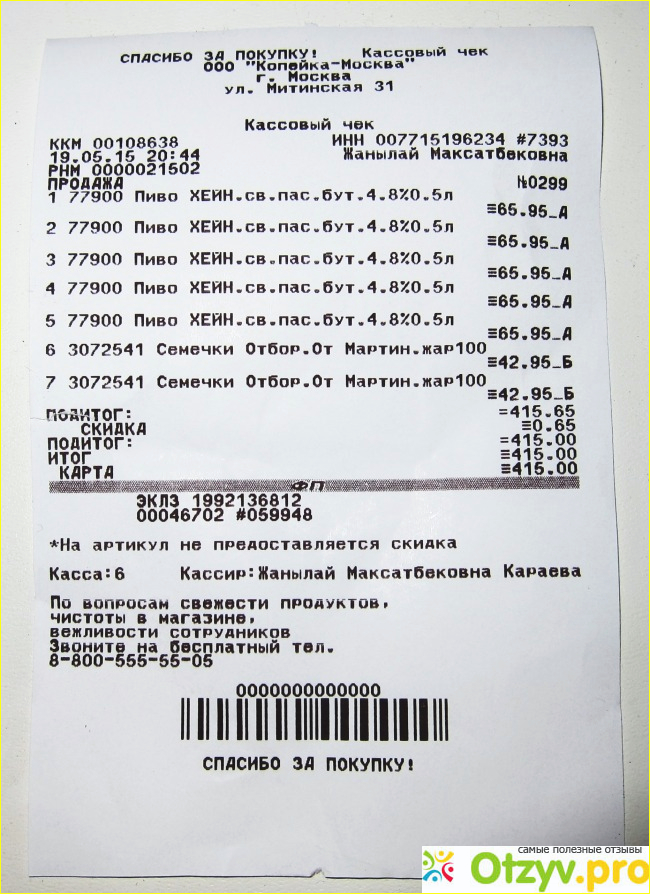 СПАСИБО ЗА ПОКУПКУ! Кассовый чек
ООО "Копейка-Москва"
г. Москва
ул. Митинская 31
Кассовый чек
ККМ 00108638 ИНН 007715196234 #7393
19.05.15 20:44 Жанылай Максатбековна
РНМ 0000021502
ПРОДАЖА №0299
1 77900 Пиво ХЕЙН.св.пас.бут.4.8%0.5л
≡65.95_А
2 77900 Пиво ХЕЙН.св.пас.бут.4.8%0.5л
≡65.95_А
3 77900 Пиво ХЕЙН.св.пас.бут.4.8%0.5л
≡65.95_А
4 77900 Пиво ХЕЙН.св.пас.бут.4.8%0.5л
≡65.95_А
5 77900 Пиво ХЕЙН.св.пас.бут.4.8%0.5л
≡65.95_А
6 3072541 Семечки Отбор.От Мартин.жар100
≡42.95_Б
7 3072541 Семечки Отбор.От Мартин.жар100
≡42.95_Б
ПОДИТОГ: =415.65
СКИДКА ≡0.65
ПОДИТОГ: =415.00
ИТОГ ≡415.00
КАРТА ≡415.00
ФП
ЭКЛЗ 1992136812
00046702 #059948
*На артикул не предоставляется скидка
Касса:6 Кассир:Жанылай Максатбековна Караева
По вопросам свежести продуктов,
чистоты в магазине,
вежливости сотрудников
Звоните на бесплатный тел.
8-800-555-55-05
0000000000000
СПАСИБО ЗА ПОКУПКУ!
самые полезные отзывы
Otzyv.pro